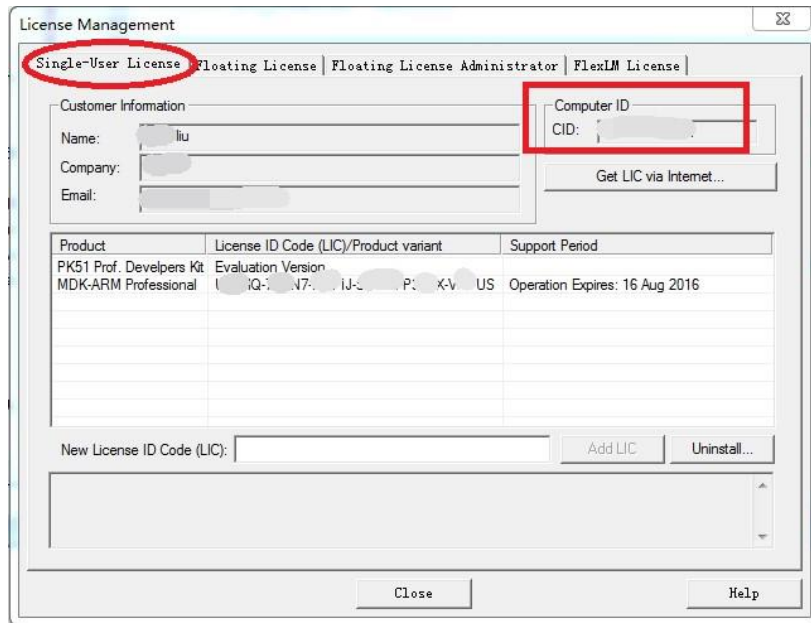 License Management
Single-User License Floating License Floating License Administrator FlexLM License
Customer Information
Name: liu
Company:
Email:
Computer ID
CID:
Get LIC via Internet...
Product License ID Code (LIC)/Product variant Support Period
PK51 Prof. Develpers Kit Evaluation Version
MDK-ARM Professional US Operation Expires: 16 Aug 2016
New License ID Code (LIC): Add LIC Uninstall...
Close Help